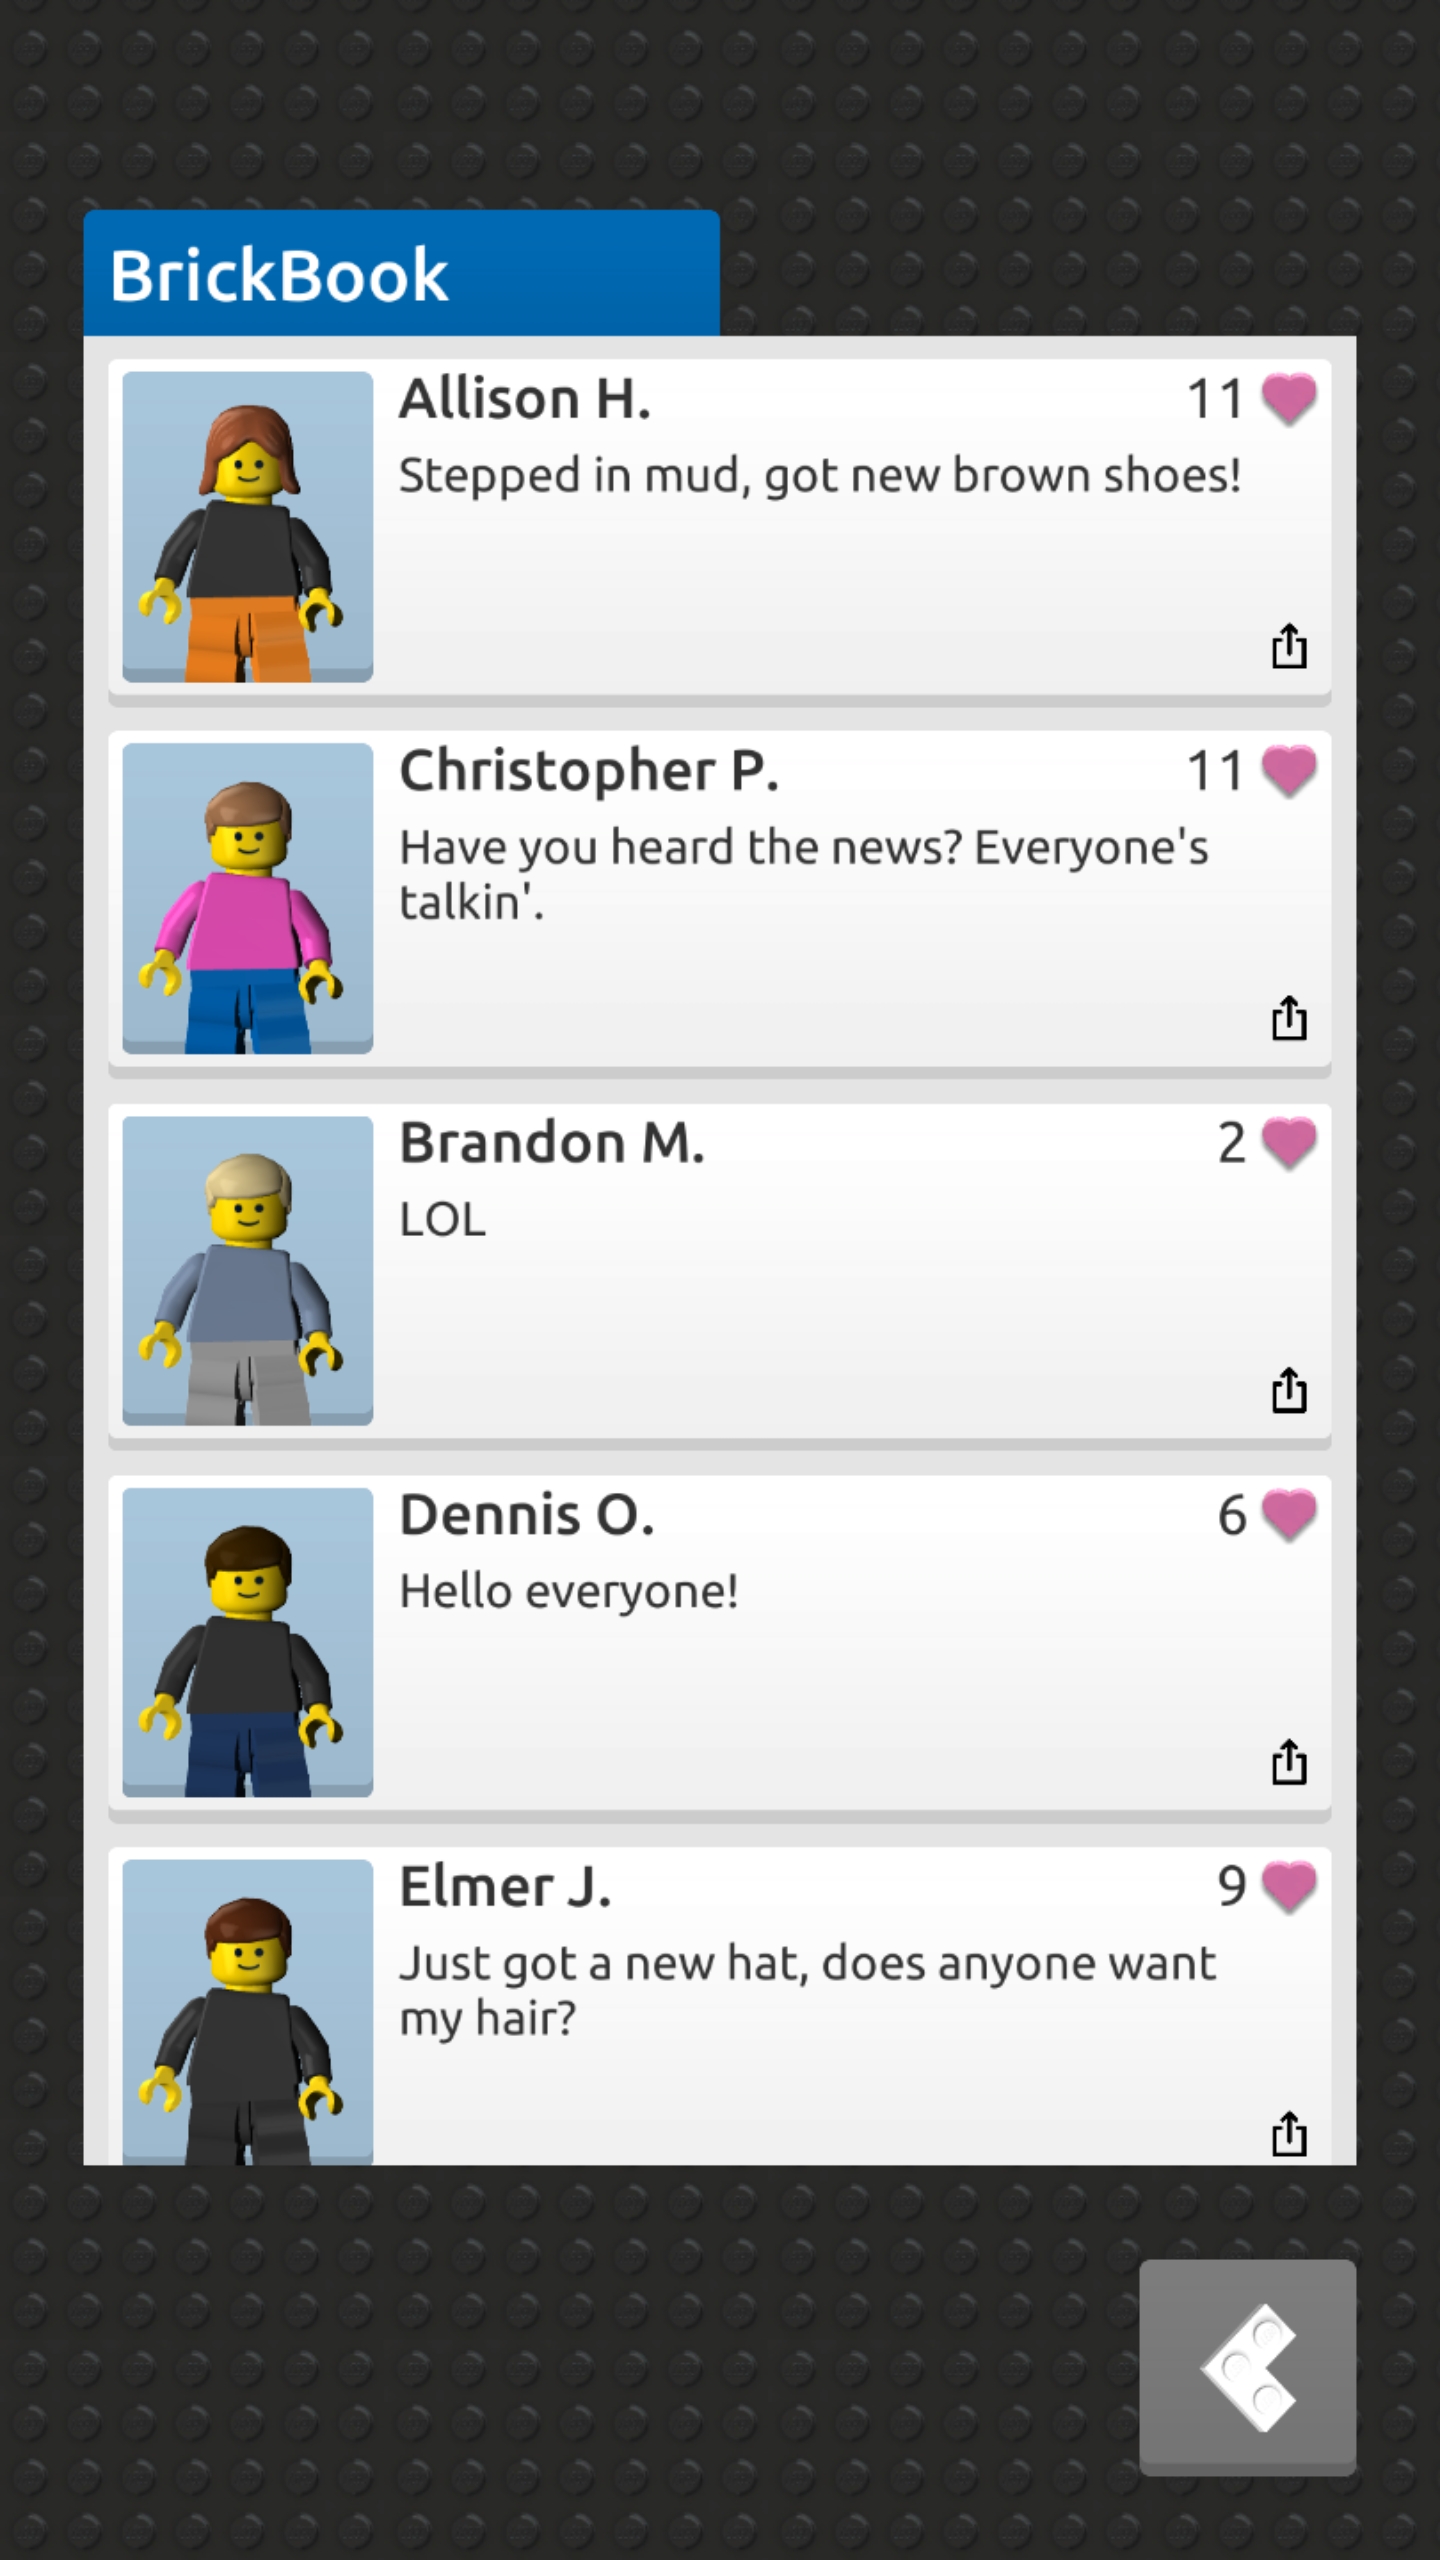 BrickBook
Allison H.
11
Stepped in mud, got new brown shoes!
Christopher P.
11
Have you heard the news? Everyone's
talkin'.
Brandon M.
2
LOL
Dennis O.
6
Hello everyone!
Elmer J.
9
Just got a new hat, does anyone want
my hair?